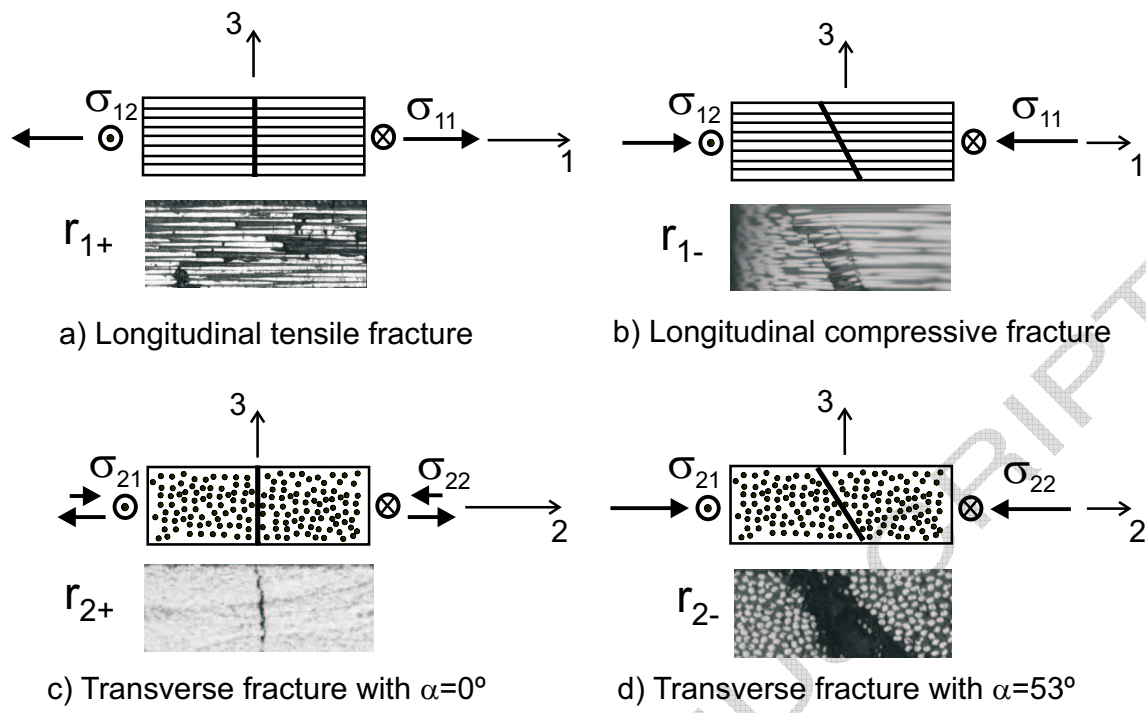 3
3
σ12
σ11
σ12
σ11
1
1
r1+
r1-
a) Longitudinal tensile fracture
b) Longitudinal compressive fracture
3
3
σ21
σ22
σ21
σ22
2
2
r2+
r2-
c) Transverse fracture with α=0º
d) Transverse fracture with α=53º
CRIPT